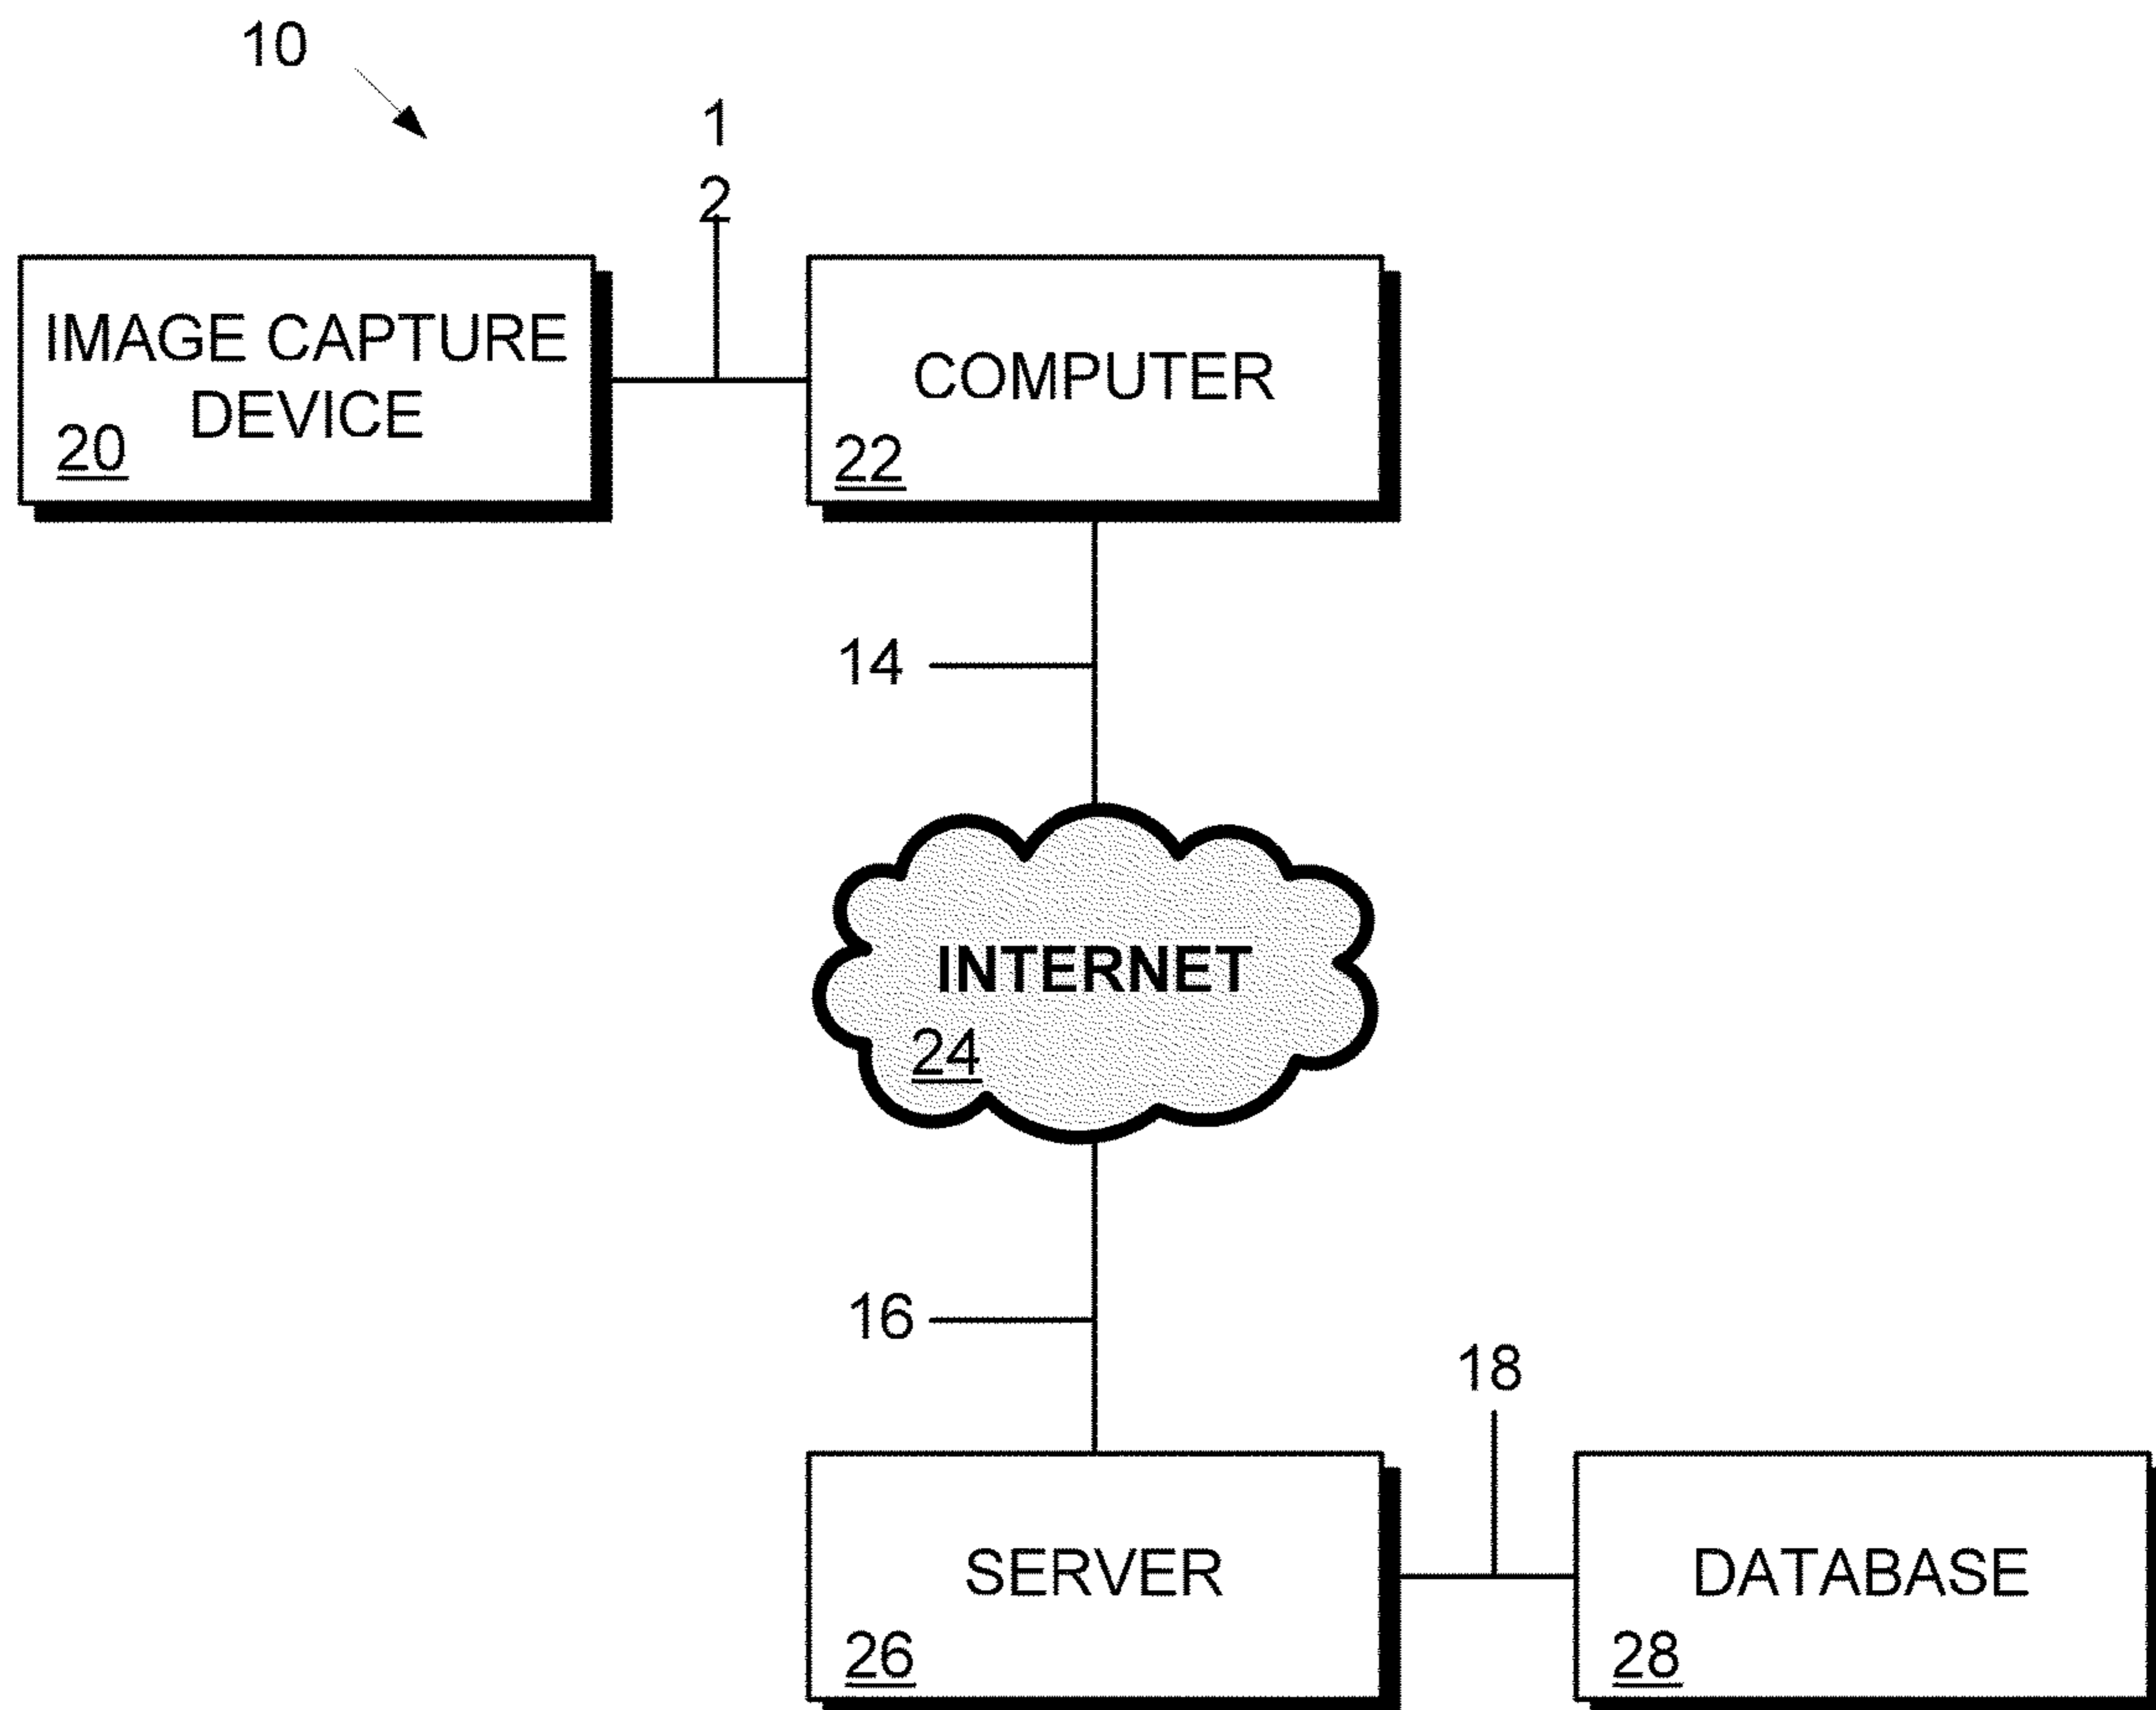 10
1
2
IMAGE CAPTURE
DEVICE
20
COMPUTER
22
14
INTERNET
24
16
18
SERVER
26
DATABASE
28